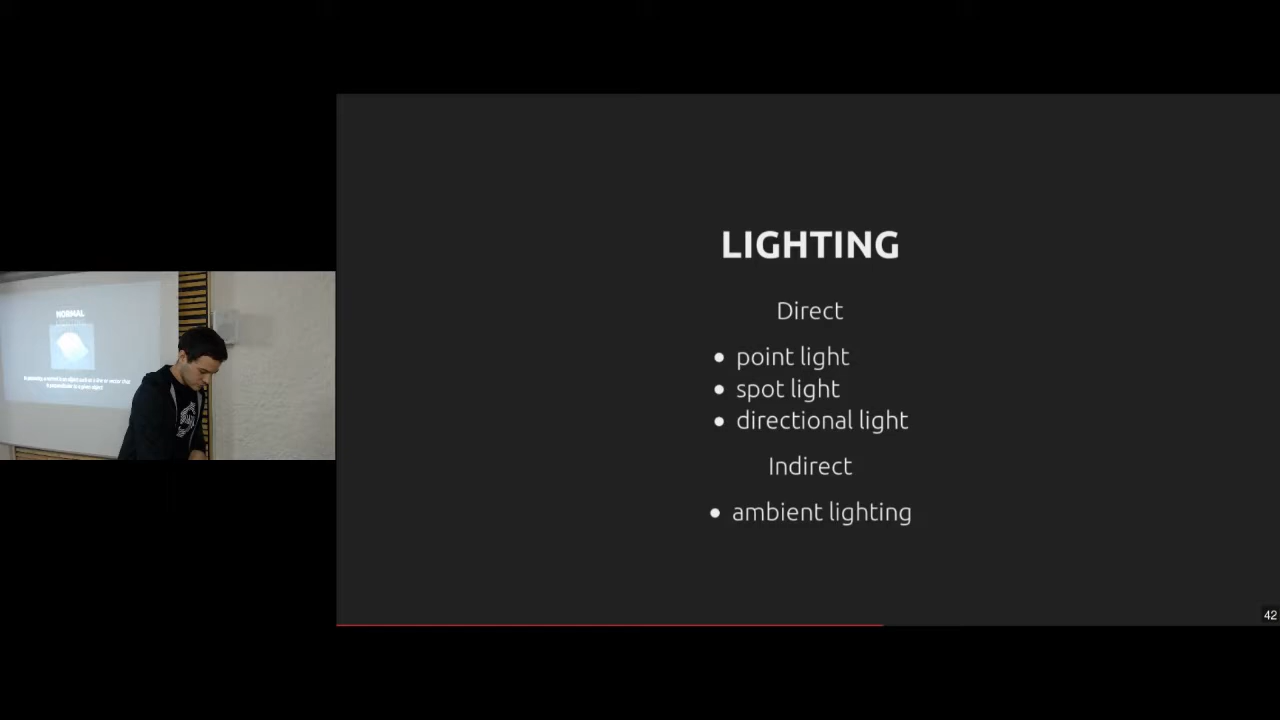 NORMAL
LIGHTING
Direct
point light
spot light
directional light
Indirect
ambient lighting
42